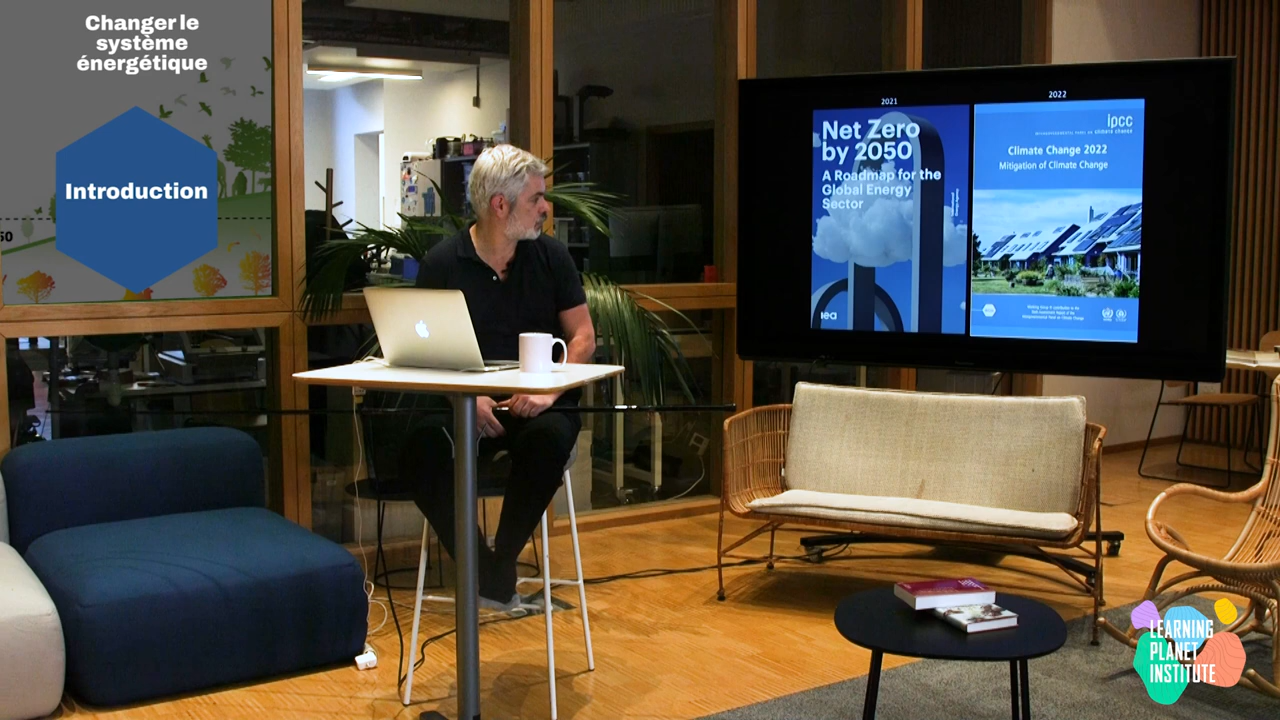 Changer le
système
énergétique
Introduction
50
2021
Net Zero
by 2050
A Roadmap for the
Global Energy
Sector
iea
2022
ipcc
INTERGOVERNMENTAL PANEL ON climate change
Climate Change 2022
Mitigation of Climate Change
LEARNING
PLANET
INSTITUTE